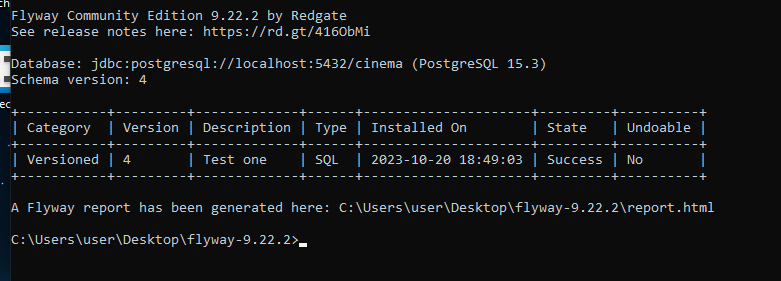 Flyway Community Edition 9.22.2 by Redgate
See release notes here: https://rd.gt/416ObMi
Database: jdbc:postgresql://localhost:5432/cinema (PostgreSQL 15.3)
Schema version: 4
+-----------+---------+-------------+------+---------------------+---------+----------+
| Category  | Version | Description | Type | Installed On        | State   | Undoable |
+-----------+---------+-------------+------+---------------------+---------+----------+
| Versioned | 4       | Test one    | SQL  | 2023-10-20 18:49:03 | Success | No       |
+-----------+---------+-------------+------+---------------------+---------+----------+
A Flyway report has been generated here: C:\Users\user\Desktop\flyway-9.22.2\report.html
C:\Users\user\Desktop\flyway-9.22.2>